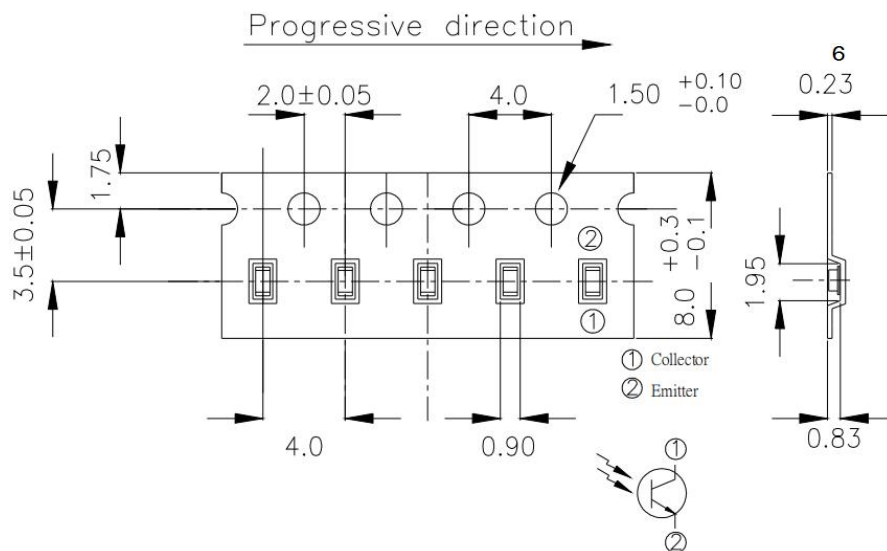 Progressive direction
6
2.0±0.05
4.0
1.50 +0.10 -0.0
0.23
1.75
3.5±0.05
②
8.0 +0.3 -0.1
1.95
①
① Collector
② Emitter
4.0
0.90
0.83
①
②